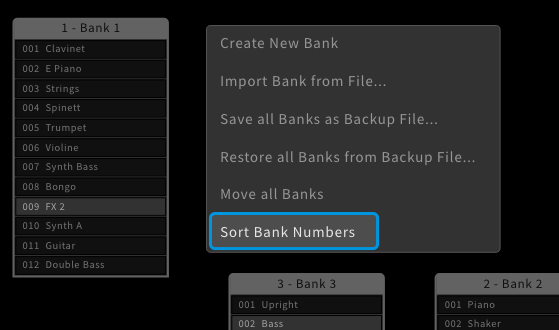 1 - Bank 1
001 Clavinet
002 E Piano
003 Strings
004 Spinett
005 Trumpet
006 Violine
007 Synth Bass
008 Bongo
009 FX 2
010 Synth A
011 Guitar
012 Double Bass
Create New Bank
Import Bank from File...
Save all Banks as Backup File...
Restore all Banks from Backup File...
Move all Banks
Sort Bank Numbers
3 - Bank 3
001 Upright
002 Bass
2 - Bank 2
001 Piano
002 Shaker